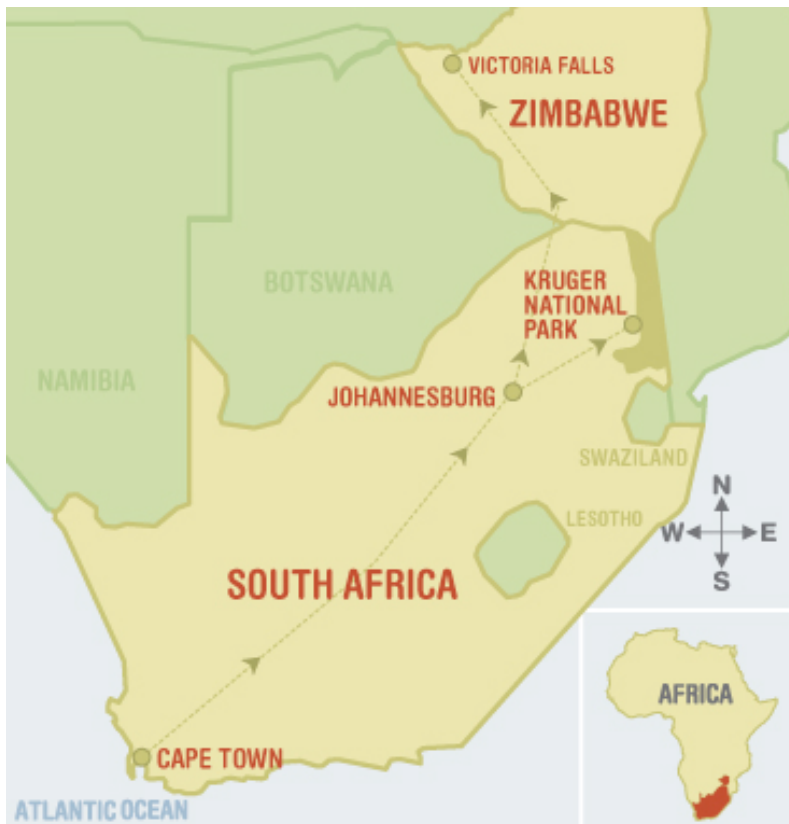 VICTORIA FALLS
ZIMBABWE
BOTSWANA
KRUGER
NATIONAL
PARK
NAMIBIA
JOHANNESBURG
SWAZILAND
N
W E
S
LESOTHO
SOUTH AFRICA
AFRICA
CAPE TOWN
ATLANTIC OCEAN